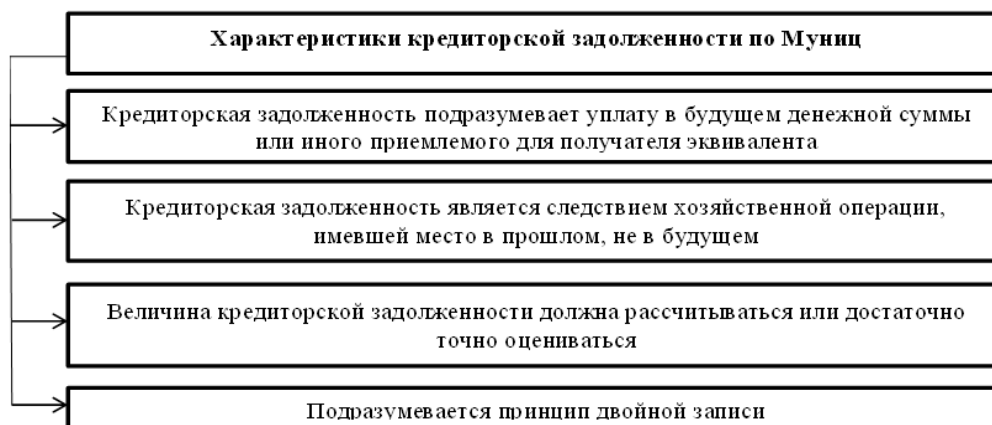 Характеристики кредиторской задолженности по Муниц
Кредиторская задолженность подразумевает уплату в будущем денежной суммы
или иного приемлемого для получателя эквивалента
Кредиторская задолженность является следствием хозяйственной операции,
имевшей место в прошлом, не в будущем
Величина кредиторской задолженности должна рассчитываться или достаточно
точно оцениваться
Подразумевается принцип двойной записи